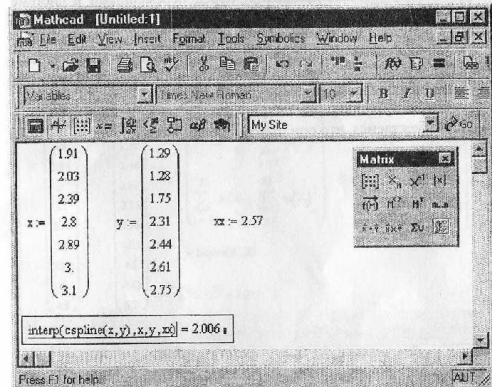 Mathcad - [Untitled:1]
File Edit View Insert Format Tools Symbolics Window Help
Variables Times New Roman 10 B I U
My Site Go
Matrix
x := 1.91 2.03 2.39 2.8 2.89 3. 3.1
y := 1.29 1.28 1.75 2.31 2.44 2.61 2.75
xx := 2.57
interp(cspline(x,y),x,y,xx) = 2.006
Press F1 for help.
AUT